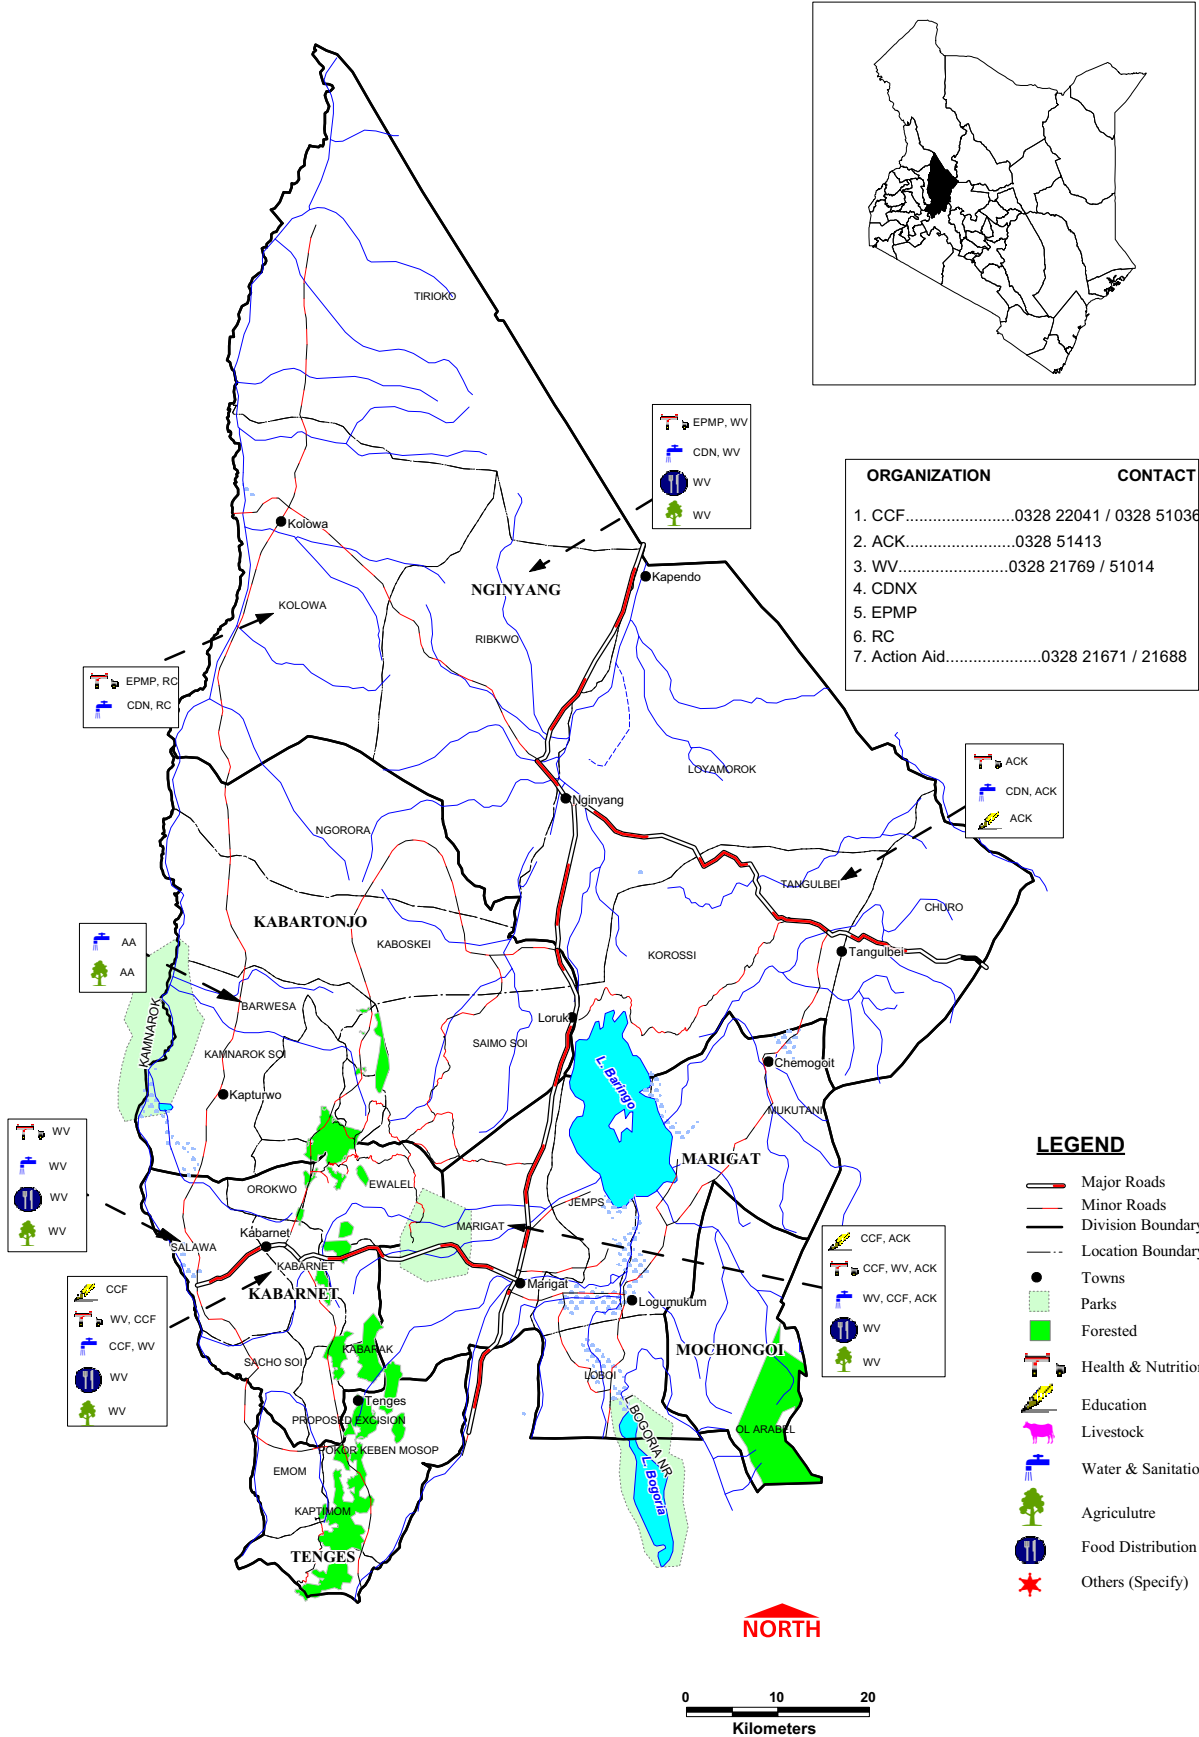 TIRIOKO
EPMP, WV
CDN, WV
WV
WV
ORGANIZATION CONTACT
1. CCF........................0328 22041 / 0328 51036
2. ACK........................0328 51413
3. WV........................0328 21769 / 51014
4. CDNX
5. EPMP
6. RC
7. Action Aid.....................0328 21671 / 21688
Kolowa
NGINYANG
Kapendo
KOLOWA
RIBKWO
EPMP, RC
CDN, RC
LOYAMOROK
ACK
CDN, ACK
ACK
Nginyang
NGORORA
TANGULBEI
CHURO
KABARTONJO
KABOSKEI
KOROSSI
Tangulbei
AA
AA
BARWESA
KAMNAROK
Loruk
SAIMO SOI
KAMNAROK SOI
L. Baringo
Chemogoit
Kapturwo
MUKUTANI
WV
WV
WV
WV
MARIGAT
OROKWO
EWALEL
JEMPS
MARIGAT
SALAWA
Kabarnet
KABARNET
KABARNET
Marigat
Logumukum
CCF, ACK
CCF, WV, ACK
WV, CCF, ACK
WV
WV
CCF
WV, CCF
CCF, WV
WV
WV
SACHO SOI
KABARAK
MOCHONGOI
LOBOI
Tenges
PROPOSED EXCISION
POKOR KEBEN MOSOP
L. BOGORIA NR
L. Bogoria
OL ARABEL
EMOM
KAPTIMOM
TENGES
LEGEND
Major Roads
Minor Roads
Division Boundary
Location Boundary
Towns
Parks
Forested
Health & Nutrition
Education
Livestock
Water & Sanitatio
Agriculutre
Food Distribution
Others (Specify)
NORTH
0 10 20
Kilometers